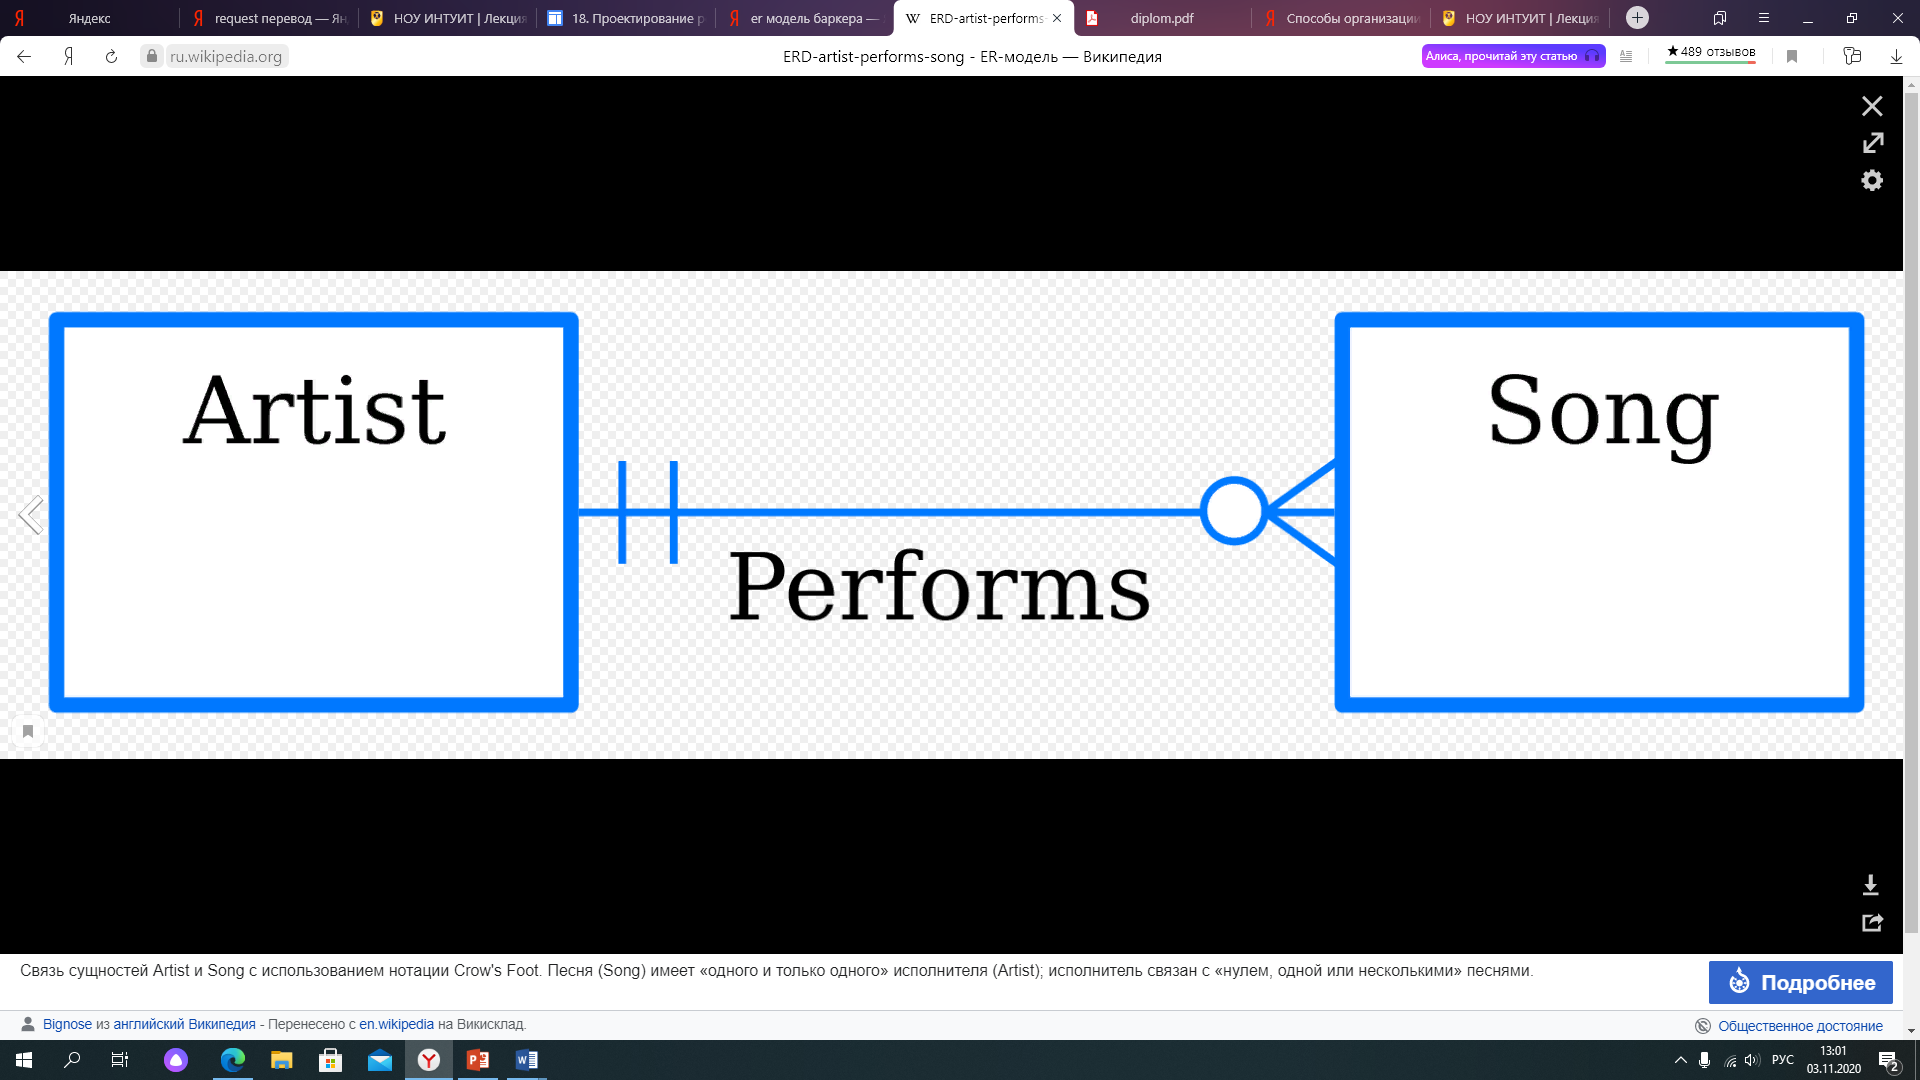 Яндекс
request перевод — Ян
НОУ ИНТУИТ | Лекция
18. Проектирование р
er модель баркера —
ERD-artist-performs-
diplom.pdf
Способы организации
НОУ ИНТУИТ | Лекция
ru.wikipedia.org
ERD-artist-performs-song - ER-модель — Википедия
Алиса, прочитай эту статью
★ 489 отзывов
Artist
Song
Performs
Связь сущностей Artist и Song с использованием нотации Crow's Foot. Песня (Song) имеет «одного и только одного» исполнителя (Artist); исполнитель связан с «нулем, одной или несколькими» песнями.
Подробнее
Bignose из английский Википедия - Перенесено с en.wikipedia на Викисклад.
Общественное достояние
РУС
13:01
03.11.2020
2